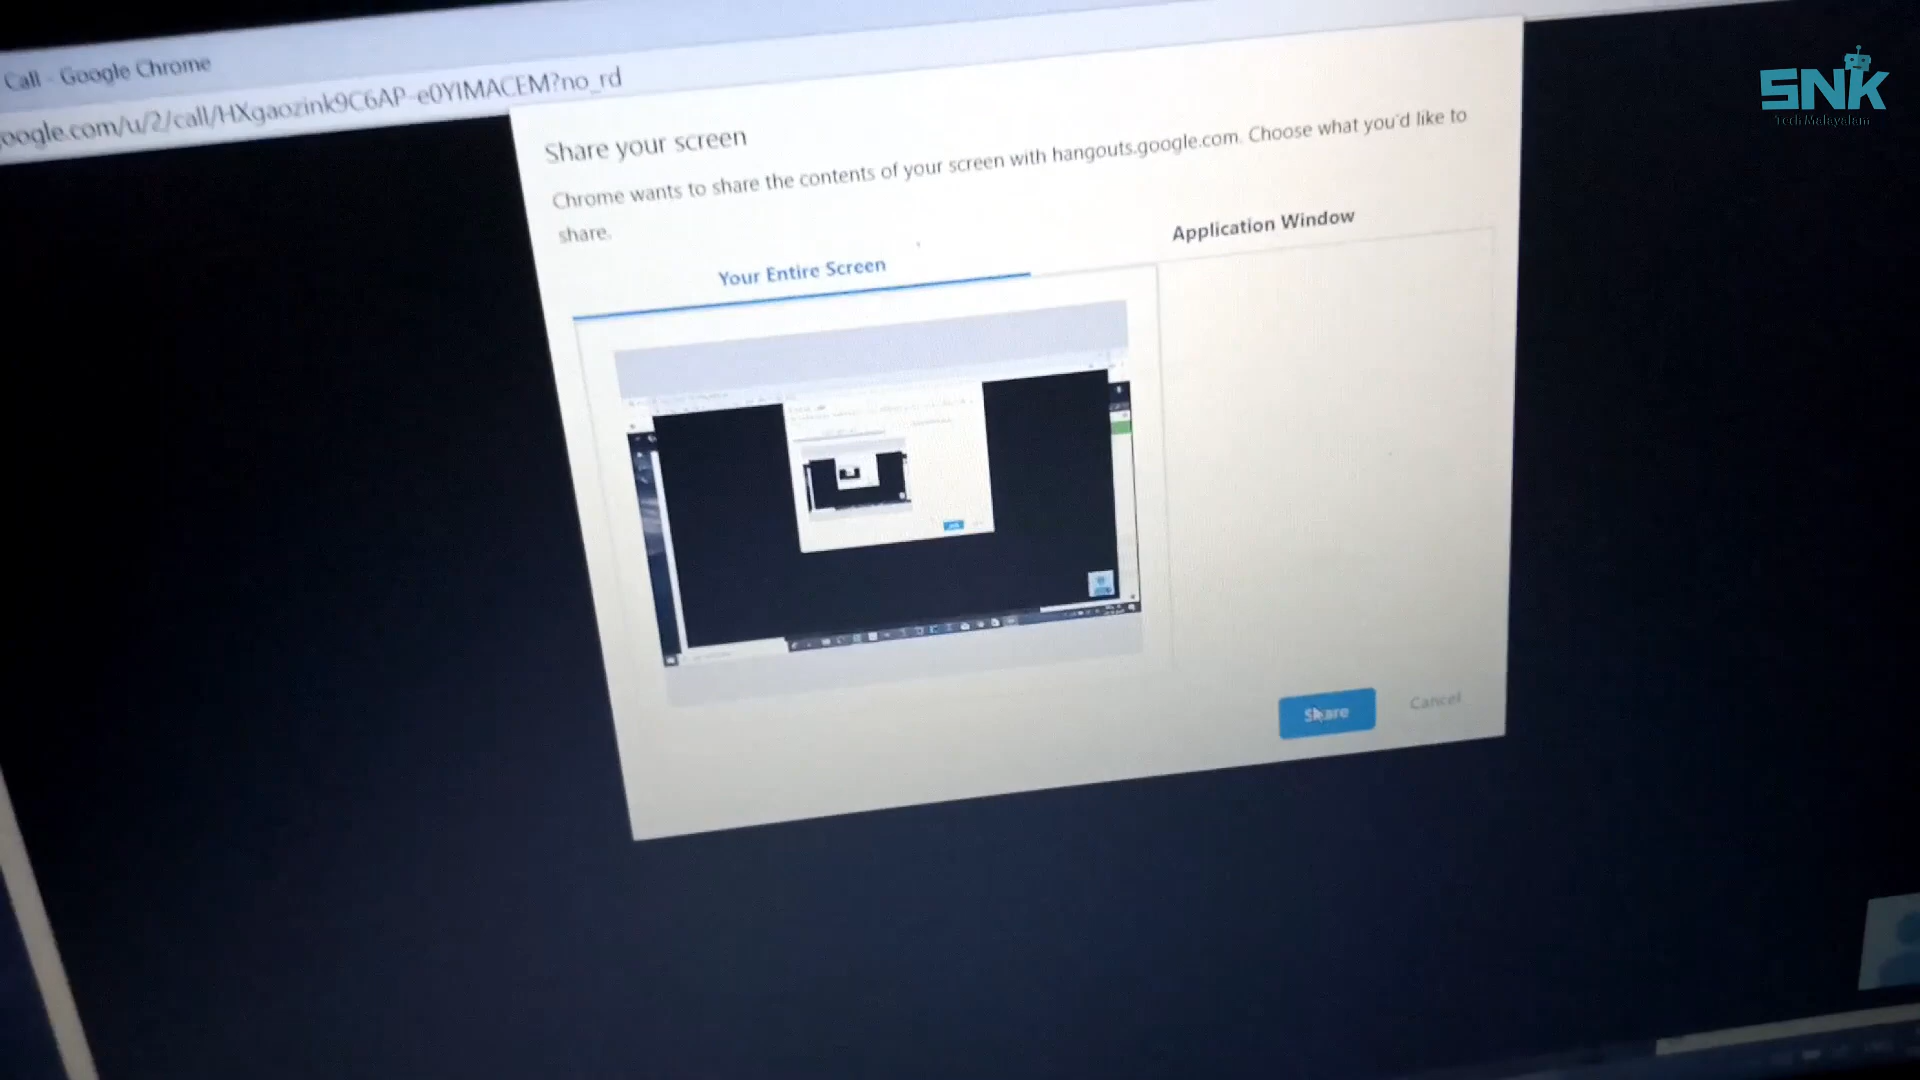 Call - Google Chrome
oogle.com/u/2/call/HXgaozink9C6AP-e0YIMACEM?no_rd
Share your screen
Chrome wants to share the contents of your screen with hangouts.google.com. Choose what you'd like to
share.
Your Entire Screen
Application Window
Share
Cancel
SNK
Tech Malayalam